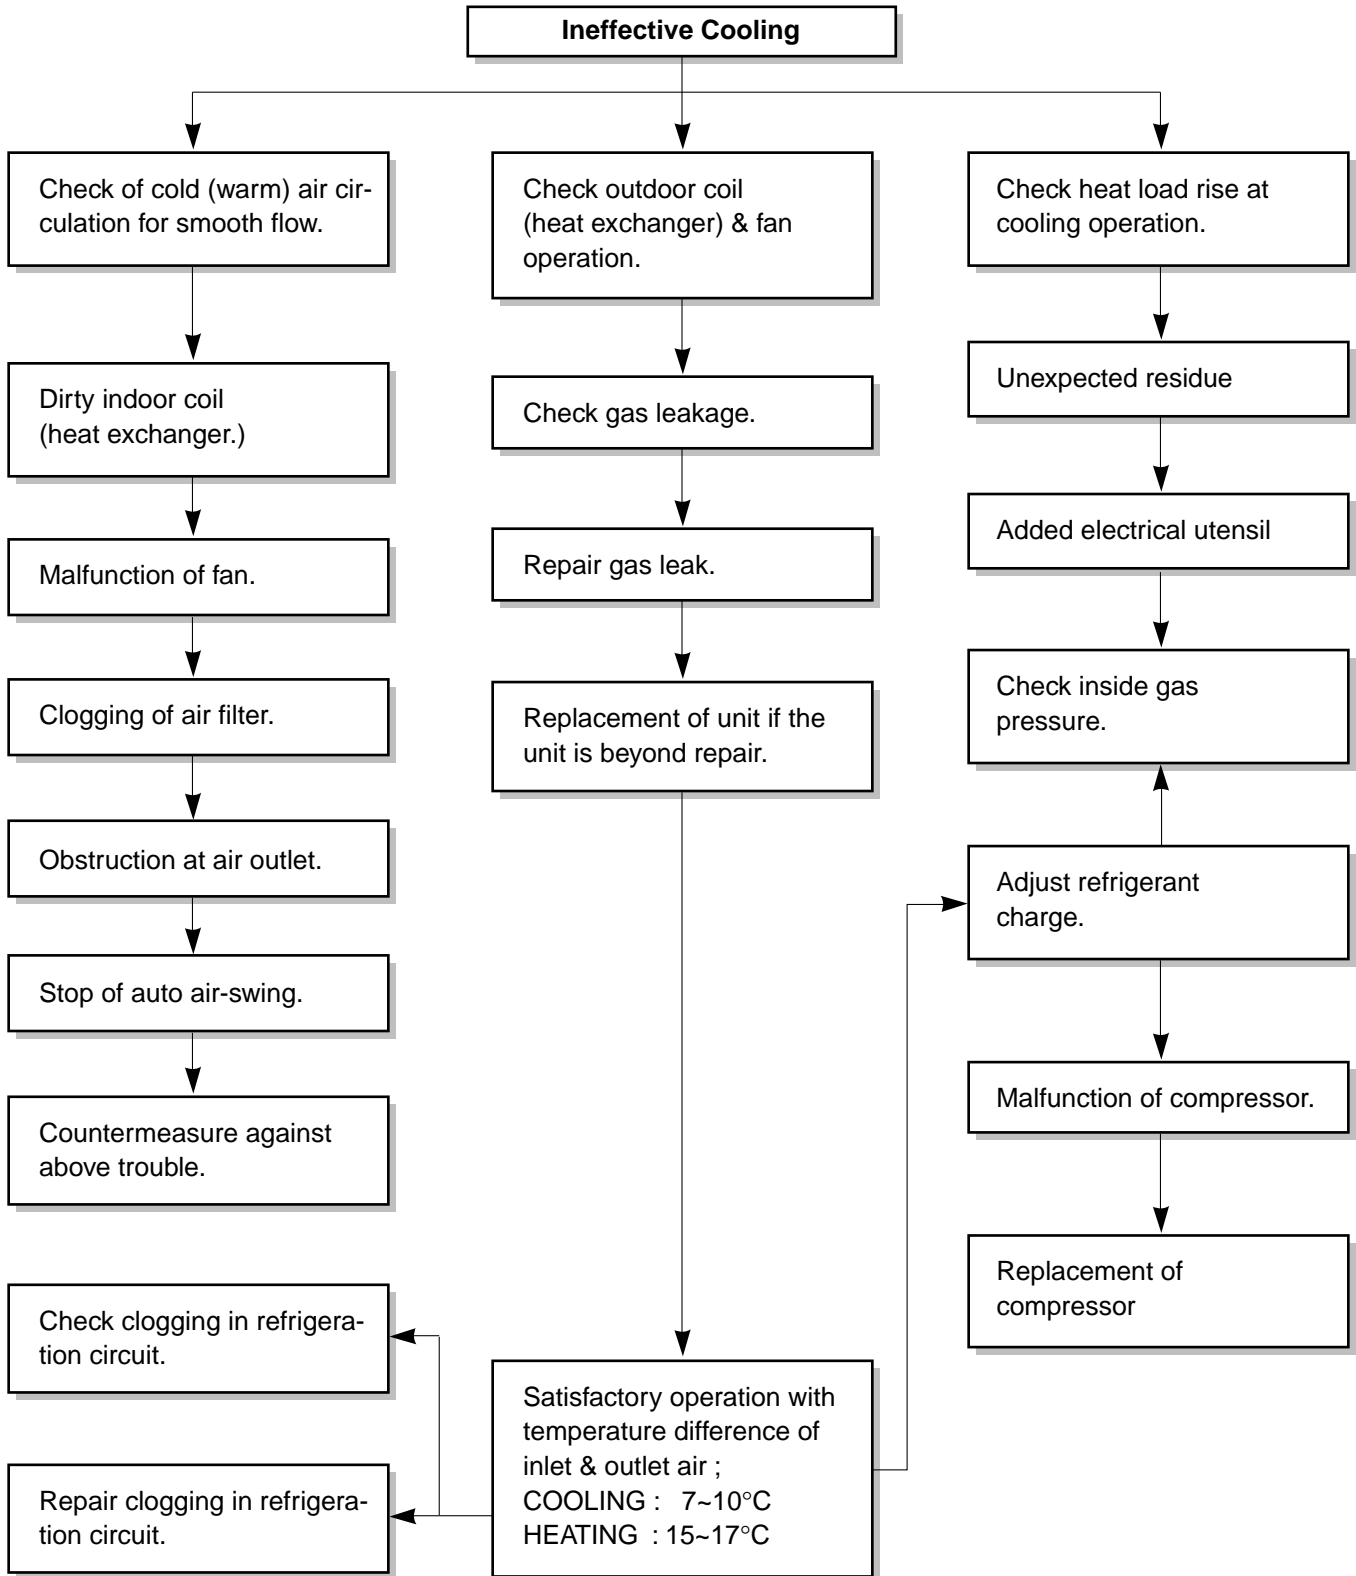 Ineffective Cooling
Check of cold (warm) air cir-
culation for smooth flow.
Dirty indoor coil
(heat exchanger.)
Malfunction of fan.
Clogging of air filter.
Obstruction at air outlet.
Stop of auto air-swing.
Countermeasure against
above trouble.
Check clogging in refrigera-
tion circuit.
Repair clogging in refrigera-
tion circuit.
Check outdoor coil
(heat exchanger) & fan
operation.
Check gas leakage.
Repair gas leak.
Replacement of unit if the
unit is beyond repair.
Satisfactory operation with
temperature difference of
inlet & outlet air ;
COOLING : 7~10°C
HEATING : 15~17°C
Check heat load rise at
cooling operation.
Unexpected residue
Added electrical utensil
Check inside gas
pressure.
Adjust refrigerant
charge.
Malfunction of compressor.
Replacement of
compressor